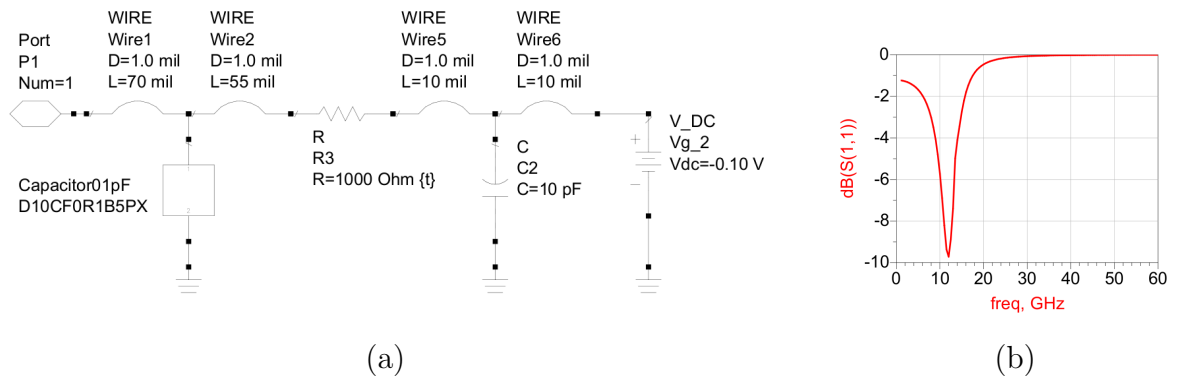 Port
P1
Num=1
WIRE
Wire1
D=1.0 mil
L=70 mil
WIRE
Wire2
D=1.0 mil
L=55 mil
WIRE
Wire5
D=1.0 mil
L=10 mil
WIRE
Wire6
D=1.0 mil
L=10 mil
Capacitor01pF
D10CF0R1B5PX
2
R
R3
R=1000 Ohm {t}
C
C2
C=10 pF
+
V_DC
Vg_2
Vdc=-0.10 V
−
(a)
dB(S(1,1))
0
-2
-4
-6
-8
-10
0 10 20 30 40 50 60
freq, GHz
(b)